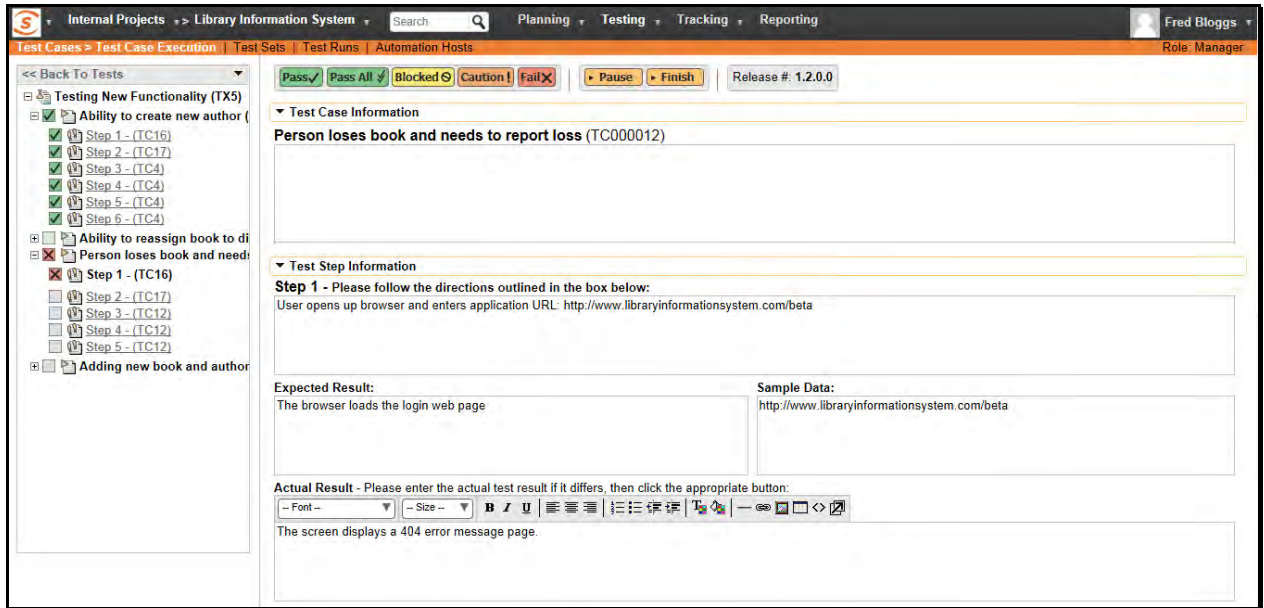 Internal Projects > Library Information System Search Planning Testing Tracking Reporting Fred Bloggs
Test Cases > Test Case Execution | Test Sets | Test Runs | Automation Hosts Role: Manager
<< Back To Tests
Testing New Functionality (TX5)
Ability to create new author (
Step 1 - (TC16)
Step 2 - (TC17)
Step 3 - (TC4)
Step 4 - (TC4)
Step 5 - (TC4)
Step 6 - (TC4)
Ability to reassign book to di
Person loses book and needs
Step 1 - (TC16)
Step 2 - (TC17)
Step 3 - (TC12)
Step 4 - (TC12)
Step 5 - (TC12)
Adding new book and author
Pass Pass All Blocked Caution ! Fail Pause Finish Release #: 1.2.0.0
Test Case Information
Person loses book and needs to report loss (TC000012)
Test Step Information
Step 1 - Please follow the directions outlined in the box below:
User opens up browser and enters application URL: http://www.libraryinformationsystem.com/beta
Expected Result: Sample Data:
The browser loads the login web page http://www.libraryinformationsystem.com/beta
Actual Result - Please enter the actual test result if it differs, then click the appropriate button:
-- Font -- -- Size -- B I U
The screen displays a 404 error message page.